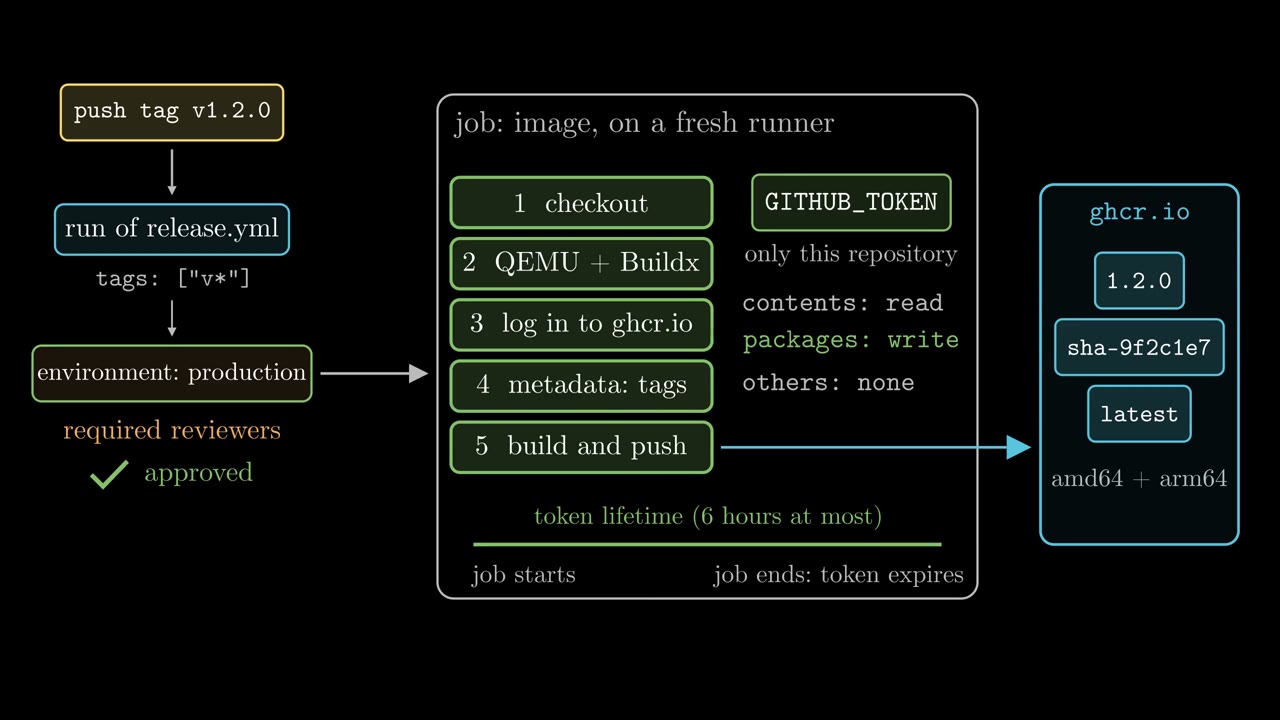 push tag v1.2.0
run of release.yml
tags: ["v*"]
environment: production
required reviewers
approved
job: image, on a fresh runner
1 checkout
2 QEMU + Buildx
3 log in to ghcr.io
4 metadata: tags
5 build and push
GITHUB_TOKEN
only this repository
contents: read
packages: write
others: none
token lifetime (6 hours at most)
job starts
job ends: token expires
ghcr.io
1.2.0
sha-9f2c1e7
latest
amd64 + arm64